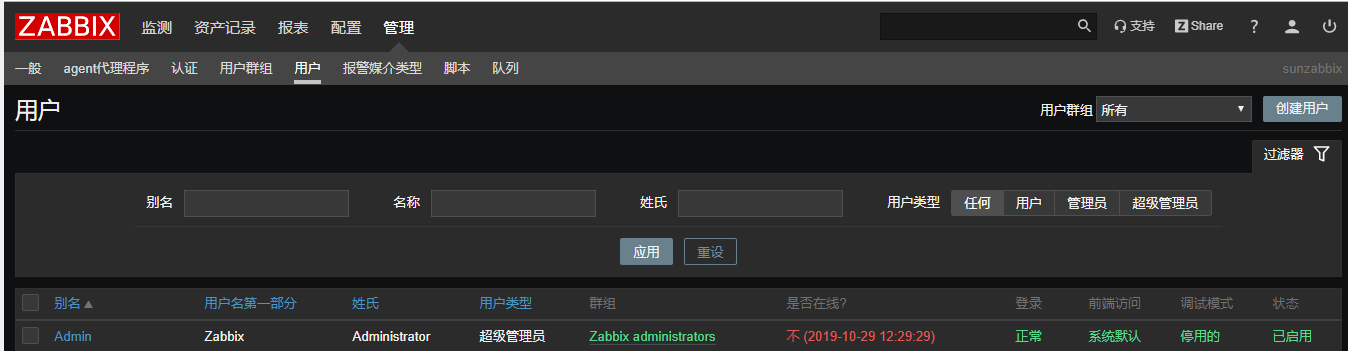 ZABBIX 监测 资产记录 报表 配置 管理 支持 Z Share ?
一般 agent代理程序 认证 用户群组 用户 报警媒介类型 脚本 队列 sunzabbix
用户 用户群组 所有 创建用户
过滤器
别名 名称 姓氏 用户类型 任何 用户 管理员 超级管理员
应用 重设
别名 用户名第一部分 姓氏 用户类型 群组 是否在线? 登录 前端访问 调试模式 状态
Admin Zabbix Administrator 超级管理员 Zabbix administrators 不 (2019-10-29 12:29:29) 正常 系统默认 停用的 已启用